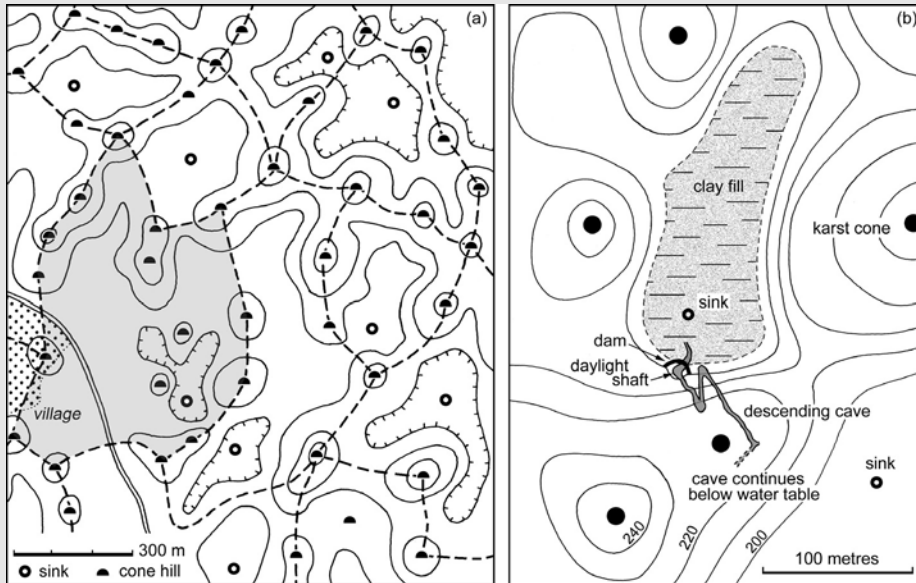 (a)
village
300 m
sink
cone hill
(b)
clay fill
karst cone
sink
dam
daylight
shaft
descending cave
cave continues
below water table
sink
240
220
200
100 metres